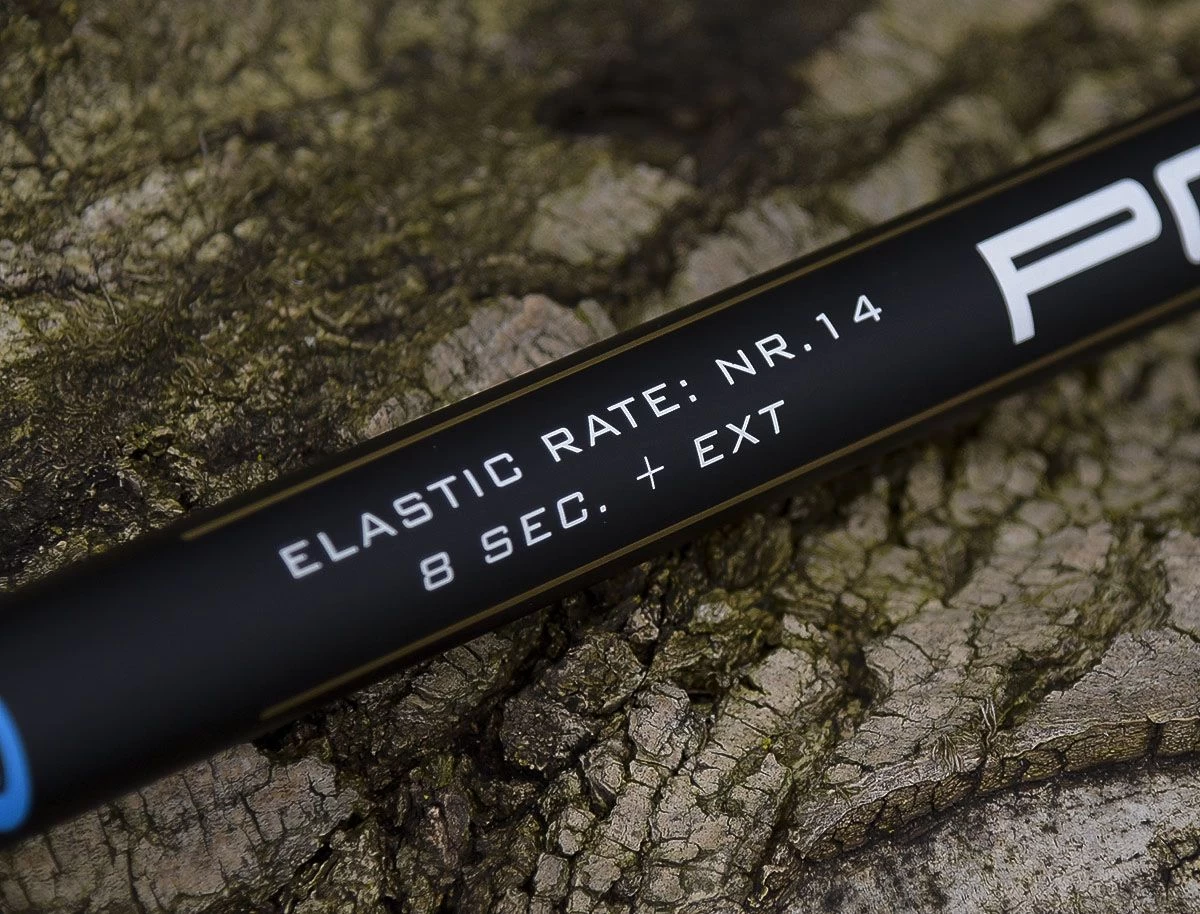 ELASTIC RATE: NR.14
8 SEC. + EXT